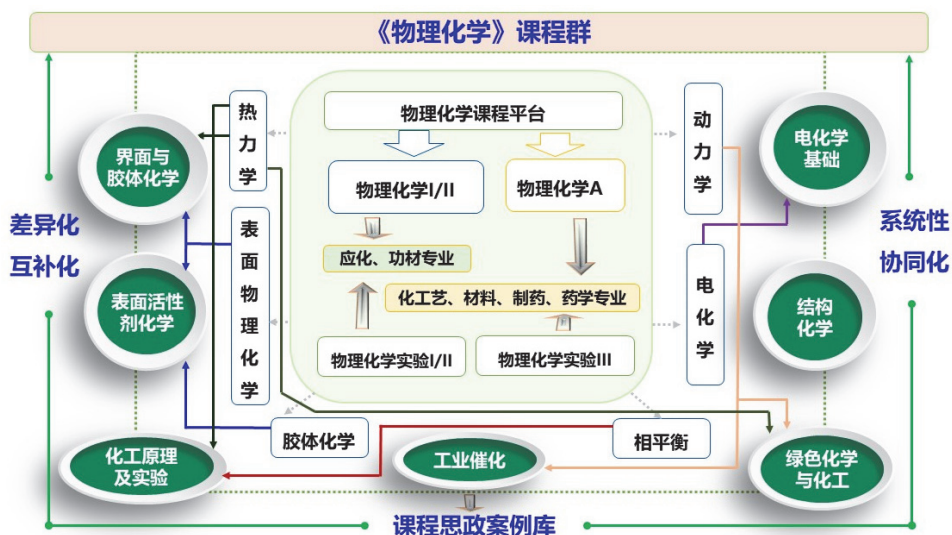 《物理化学》课程群
热力学
物理化学课程平台
动力学
界面与
胶体化学
电化学
基础
物理化学I/II
物理化学A
差异化
互补化
系统性
协同化
表面物理化学
应化、功材专业
化工艺、材料、制药、药学专业
电化学
表面活性
剂化学
结构
化学
物理化学实验I/II
物理化学实验III
胶体化学
相平衡
化工原理
及实验
工业催化
绿色化学
与化工
课程思政案例库